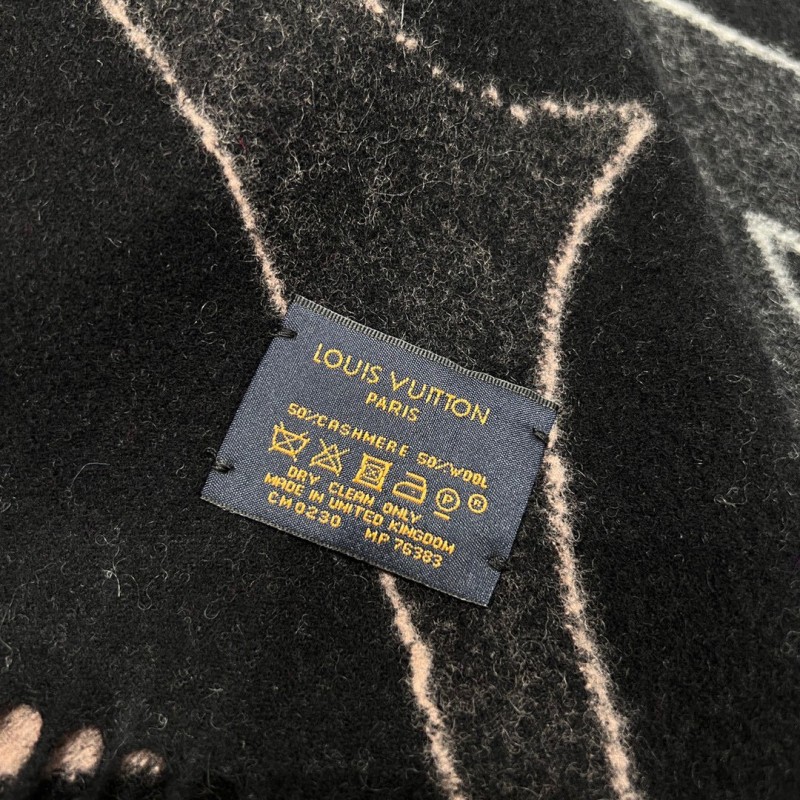 LOUIS VUITTON
PARIS
50%CASHMERE 50%WOOL
P ®
DRY CLEAN ONLY
MADE IN UNITED KINGDOM
CM0230 MP76383